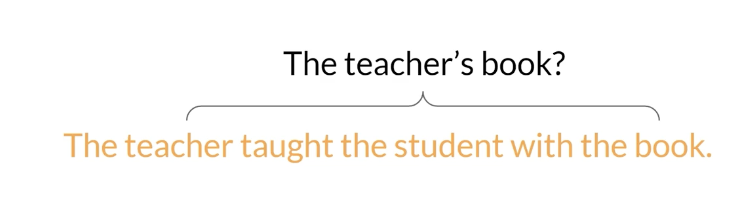 The teacher’s book?
The teacher taught the student with the book.